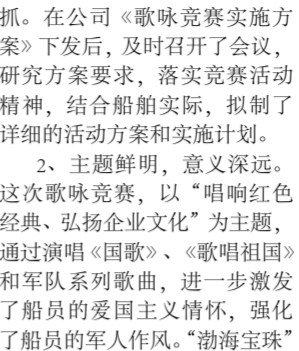 抓。在公司《歌咏竞赛实施方
案》下发后，及时召开了会议，
研究方案要求，落实竞赛活动
精神，结合船舶实际，拟制了
详细的活动方案和实施计划。
2、主题鲜明，意义深远。
这次歌咏竞赛，以“唱响红色
经典、弘扬企业文化”为主题，
通过演唱《国歌》、《歌唱祖国》
和军队系列歌曲，进一步激发
了船员的爱国主义情怀，强化
了船员的军人作风。“渤海宝珠”